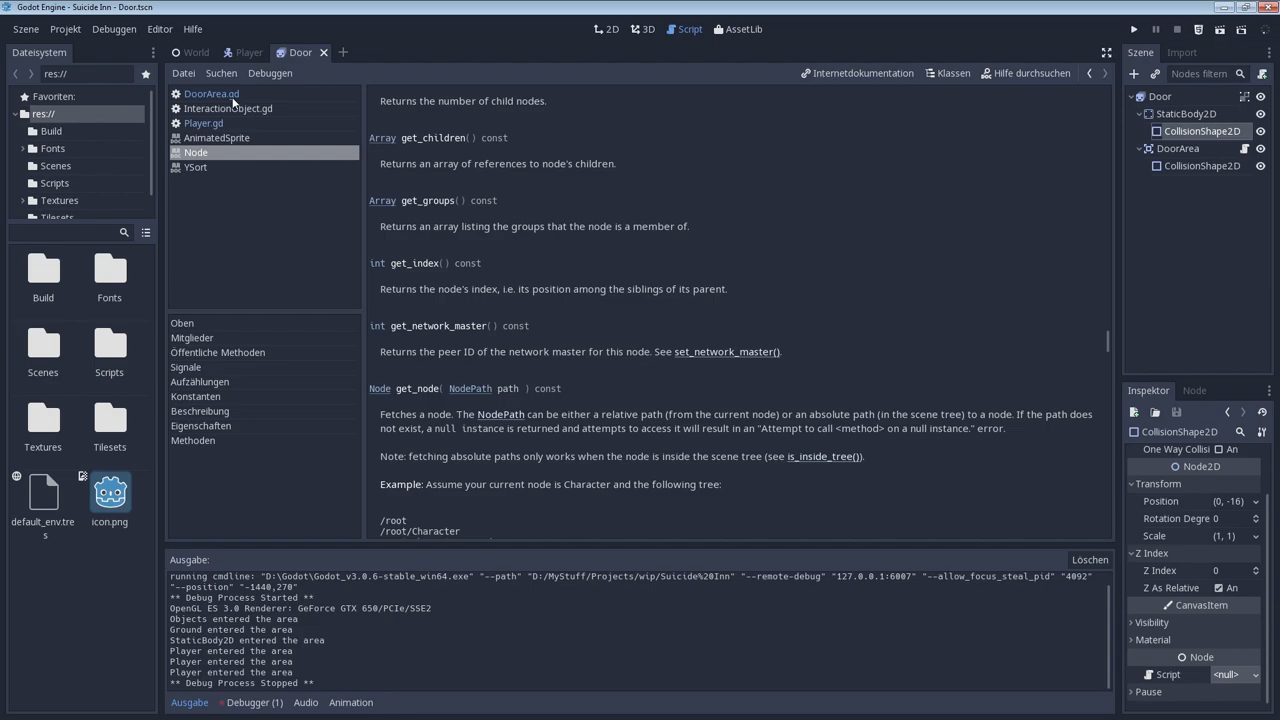 Godot Engine - Suicide Inn - Door.tscn
Szene Projekt Debuggen Editor Hilfe
2D 3D Script AssetLib
Dateisystem
res://
Favoriten:
res://
Build
Fonts
Scenes
Scripts
Textures
Tilesets
Build Fonts
Scenes Scripts
Textures Tilesets
default_env.tres
icon.png
World Player Door
Datei Suchen Debuggen
Internetdokumentation Klassen Hilfe durchsuchen
DoorArea.gd
InteractionObject.gd
Player.gd
AnimatedSprite
Node
YSort
Oben
Mitglieder
Öffentliche Methoden
Signale
Aufzählungen
Konstanten
Beschreibung
Eigenschaften
Methoden
Returns the number of child nodes.
Array get_children() const
Returns an array of references to node's children.
Array get_groups() const
Returns an array listing the groups that the node is a member of.
int get_index() const
Returns the node's index, i.e. its position among the siblings of its parent.
int get_network_master() const
Returns the peer ID of the network master for this node. See set_network_master().
Node get_node( NodePath path ) const
Fetches a node. The NodePath can be either a relative path (from the current node) or an absolute path (in the scene tree) to a node. If the path does
not exist, a null instance is returned and attempts to access it will result in an "Attempt to call <method> on a null instance." error.
Note: fetching absolute paths only works when the node is inside the scene tree (see is_inside_tree()).
Example: Assume your current node is Character and the following tree:
/root
/root/Character
Ausgabe: Löschen
running cmdline: "D:\Godot\Godot_v3.0.6-stable_win64.exe" "--path" "D:/MyStuff/Projects/wip/Suicide%20Inn" "--remote-debug" "127.0.0.1:6007" "--allow_focus_steal_pid" "4092"
"--position" "-1440,270"
** Debug Process Started **
OpenGL ES 3.0 Renderer: GeForce GTX 650/PCIe/SSE2
Objects entered the area
Ground entered the area
StaticBody2D entered the area
Player entered the area
Player entered the area
Player entered the area
** Debug Process Stopped **
Ausgabe Debugger (1) Audio Animation
Szene Import
Nodes filtern
Door
StaticBody2D
CollisionShape2D
DoorArea
CollisionShape2D
Inspektor Node
CollisionShape2D
One Way Collisi An
Node2D
Transform
Position (0, -16)
Rotation Degre 0
Scale (1, 1)
Z Index
Z Index 0
Z As Relative An
CanvasItem
Visibility
Material
Node
Script <null>
Pause